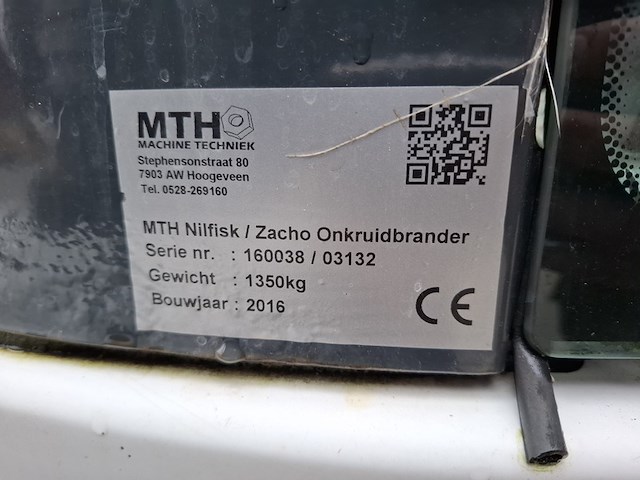 MTH
MACHINE TECHNIEK
Stephensonstraat 80
7903 AW Hoogeveen
Tel. 0528-269160
MTH Nilfisk / Zacho Onkruidbrander
Serie nr. : 160038 / 03132
Gewicht : 1350kg
Bouwjaar : 2016
CE